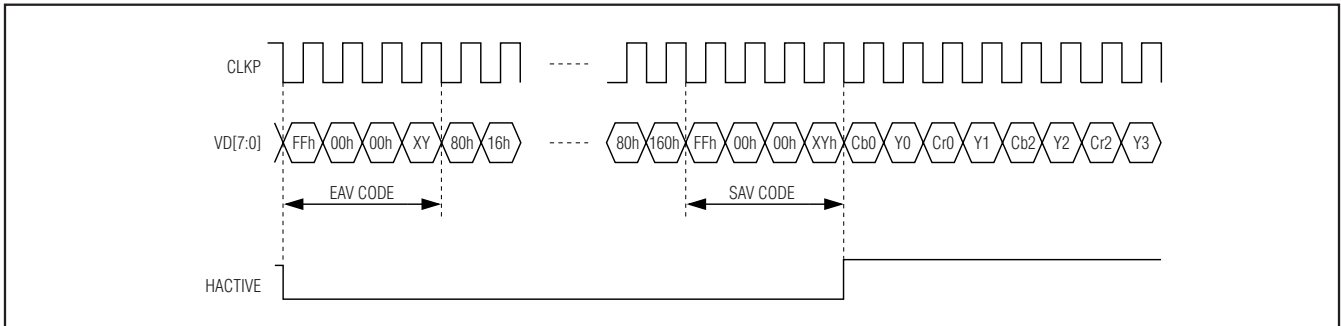 CLKP
VD[7:0] FFh 00h 00h XY 80h 16h 80h 160h FFh 00h 00h XYh Cb0 Y0 Cr0 Y1 Cb2 Y2 Cr2 Y3
EAV CODE SAV CODE
HACTIVE